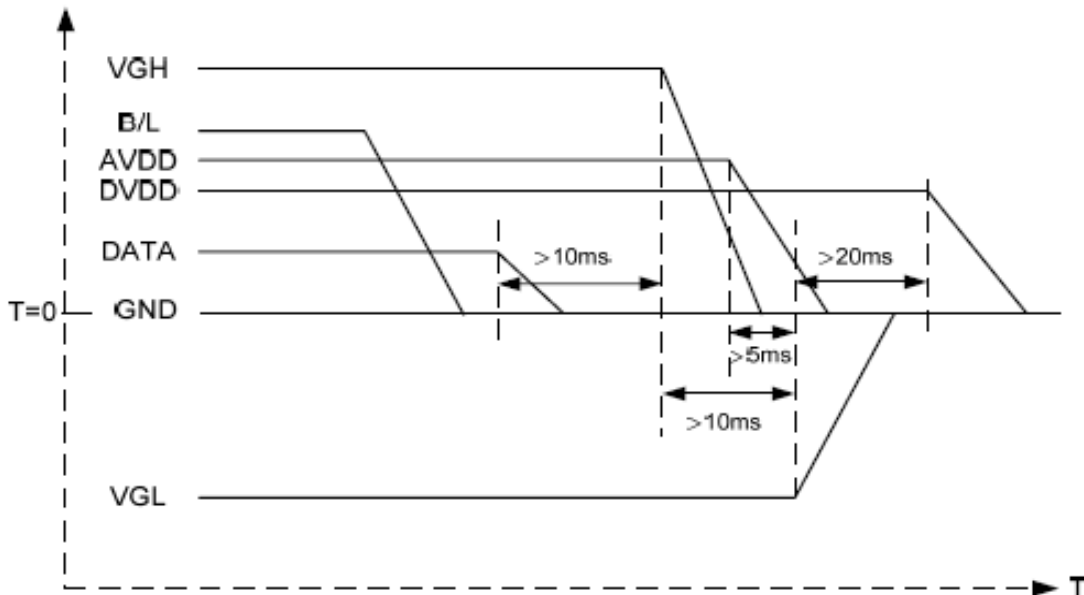 VGH
B/L
AVDD
DVDD
DATA
>10ms
>20ms
T=0
GND
>5ms
>10ms
VGL
T